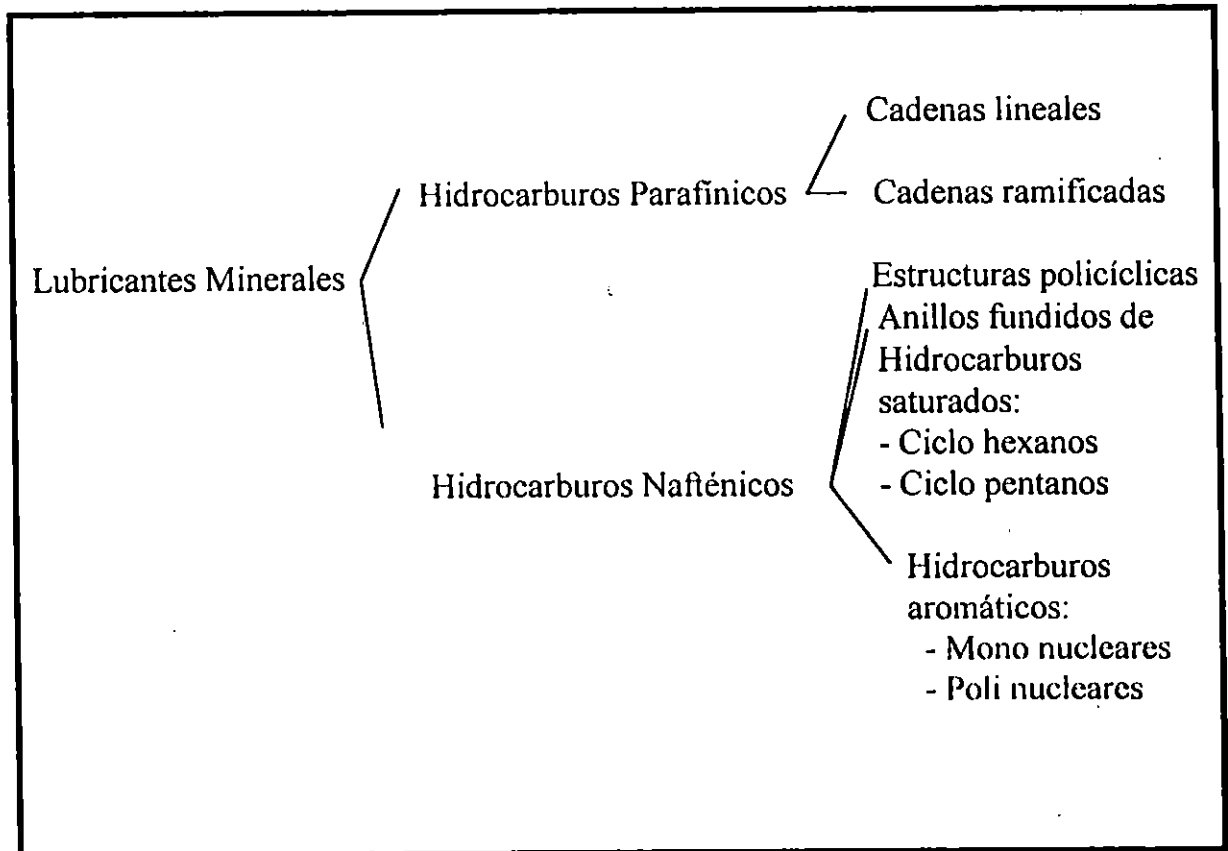 Cadenas lineales
Hidrocarburos Parafínicos
Cadenas ramificadas
Lubricantes Minerales
Estructuras policíclicas
Anillos fundidos de
Hidrocarburos
saturados:
- Ciclo hexanos
- Ciclo pentanos
Hidrocarburos Nafténicos
Hidrocarburos
aromáticos:
- Mono nucleares
- Poli nucleares